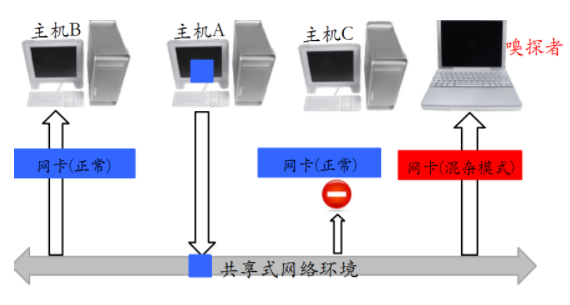 主机B
主机A
主机C
嗅探者
网卡(正常)
网卡(正常)
网卡(混杂模式)
共享式网络环境